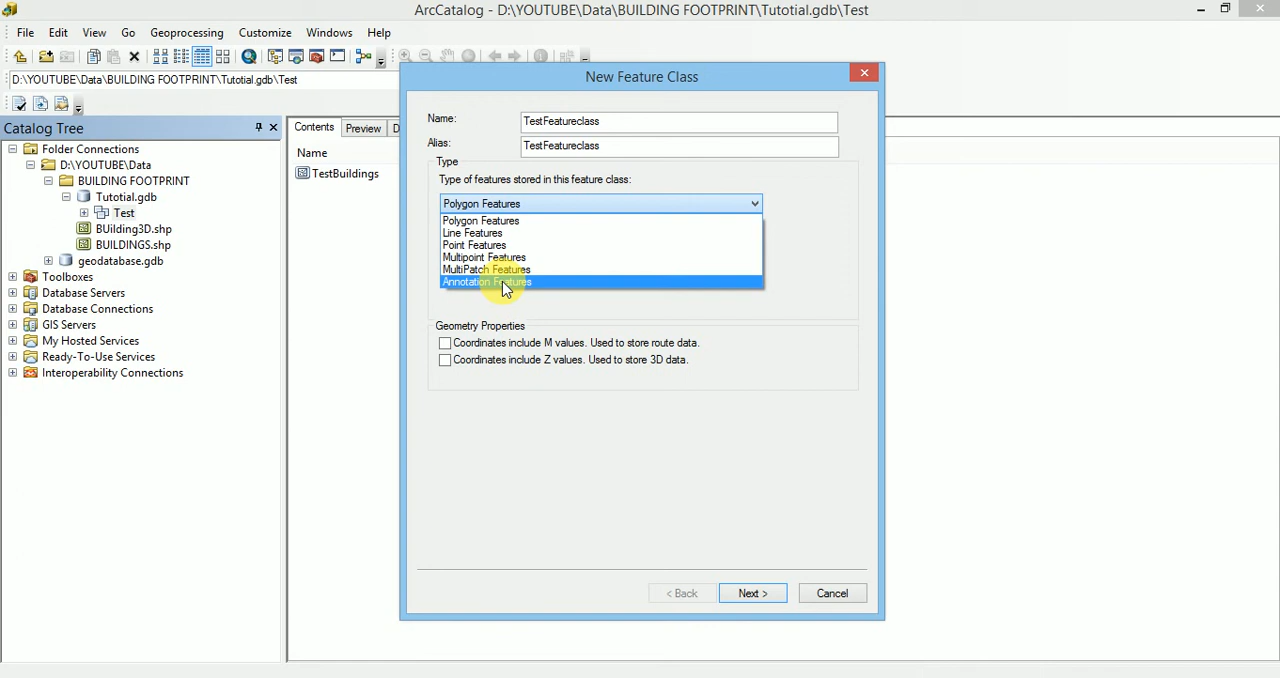 ArcCatalog - D:\YOUTUBE\Data\BUILDING FOOTPRINT\Tutotial.gdb\Test
File Edit View Go Geoprocessing Customize Windows Help
D:\YOUTUBE\Data\BUILDING FOOTPRINT\Tutotial.gdb\Test
Catalog Tree
Folder Connections
D:\YOUTUBE\Data
BUILDING FOOTPRINT
Tutotial.gdb
Test
BUilding3D.shp
BUILDINGS.shp
geodatabase.gdb
Toolboxes
Database Servers
Database Connections
GIS Servers
My Hosted Services
Ready-To-Use Services
Interoperability Connections
Contents Preview D
Name
TestBuildings
New Feature Class
Name: TestFeatureclass
Alias: TestFeatureclass
Type
Type of features stored in this feature class:
Polygon Features
Polygon Features
Line Features
Point Features
Multipoint Features
MultiPatch Features
Annotation Features
Geometry Properties
Coordinates include M values. Used to store route data.
Coordinates include Z values. Used to store 3D data.
< Back Next > Cancel